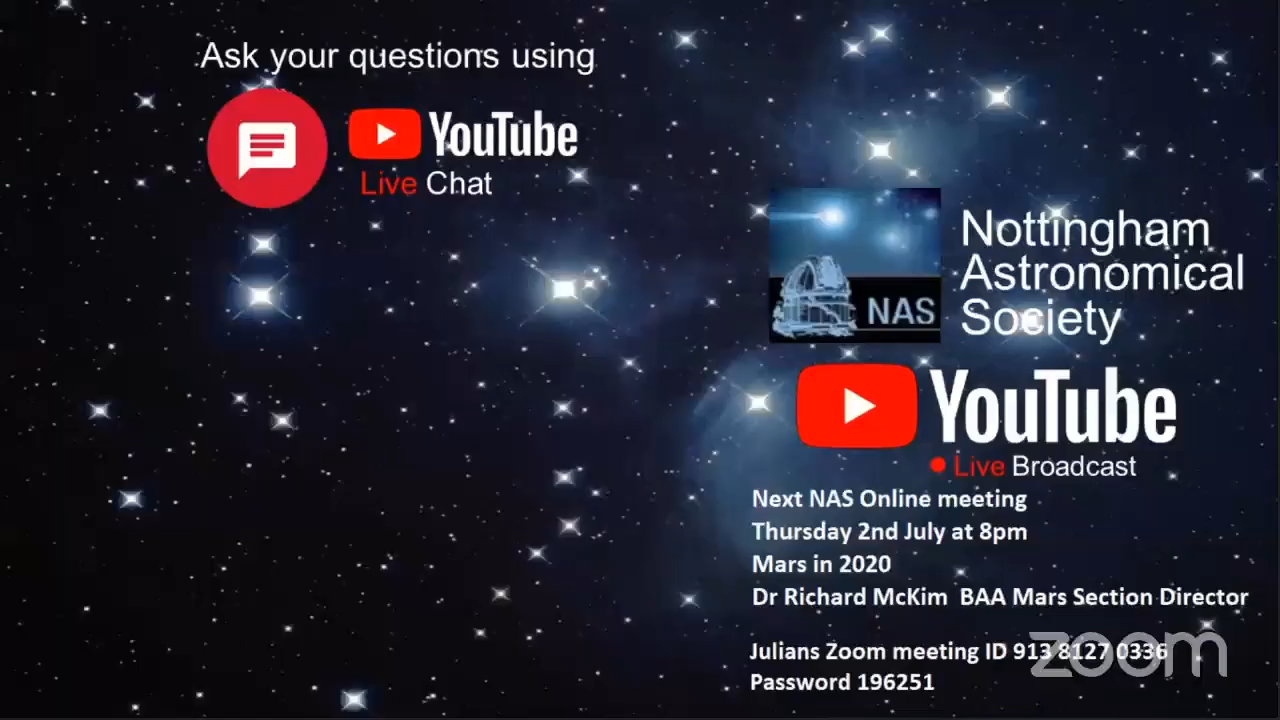 Ask your questions using
YouTube
Live Chat
NAS
Nottingham
Astronomical
Society
YouTube
Live Broadcast
Next NAS Online meeting
Thursday 2nd July at 8pm
Mars in 2020
Dr Richard McKim BAA Mars Section Director
Julians Zoom meeting ID 913 8127 0336
zoom
Password 196251